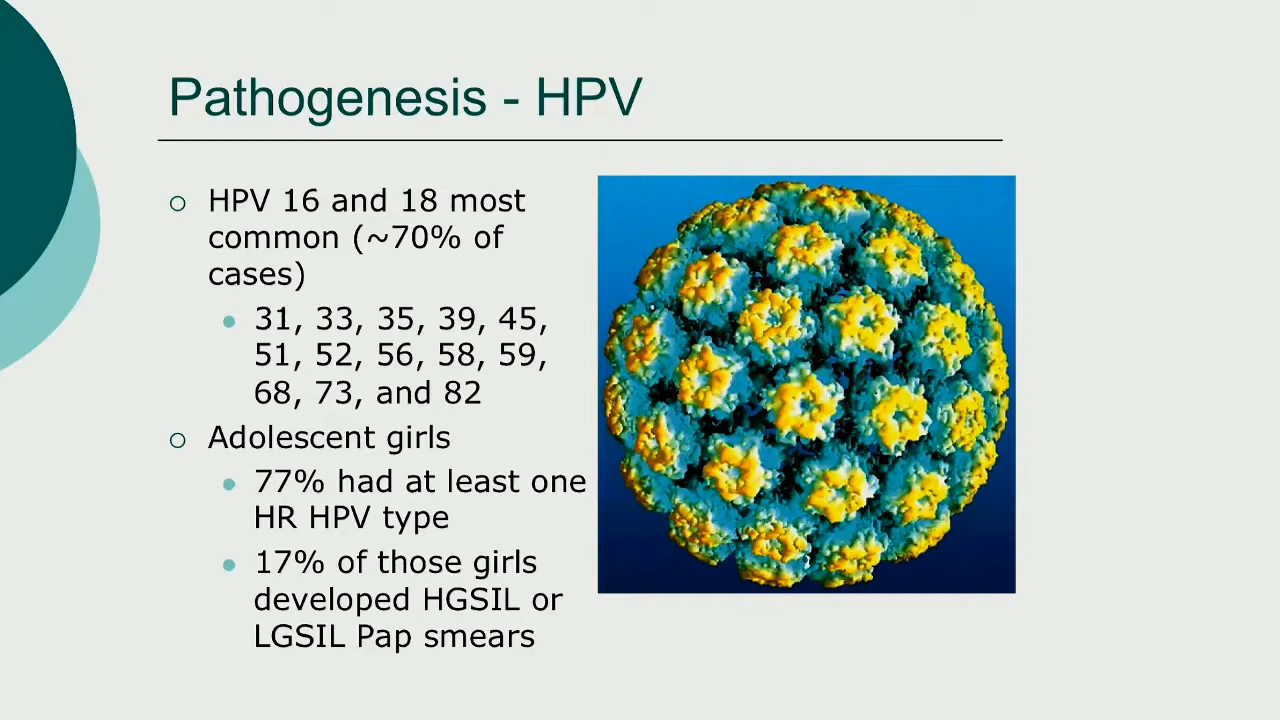 Pathogenesis - HPV
HPV 16 and 18 most
common (~70% of
cases)
31, 33, 35, 39, 45,
51, 52, 56, 58, 59,
68, 73, and 82
Adolescent girls
77% had at least one
HR HPV type
17% of those girls
developed HGSIL or
LGSIL Pap smears